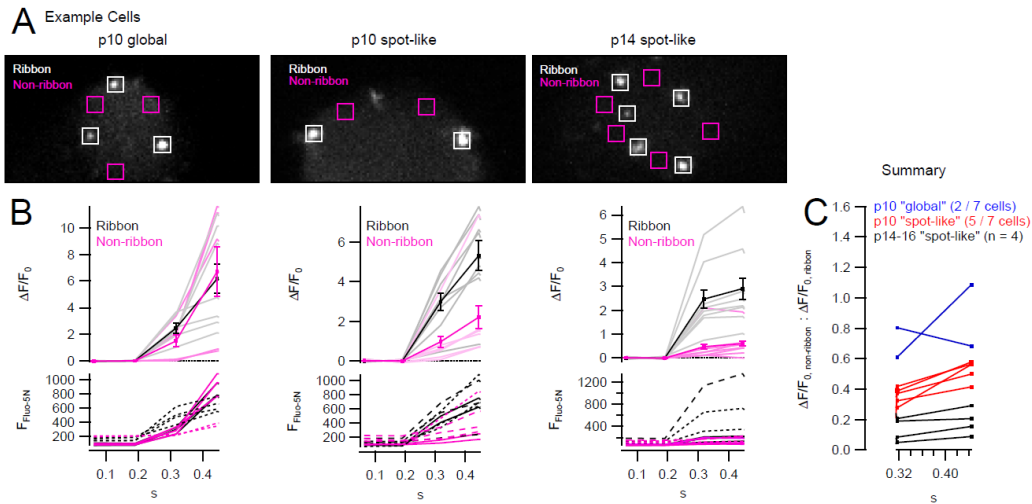 A Example Cells
p10 global
p10 spot-like
p14 spot-like
Ribbon
Non-ribbon
Ribbon
Non-ribbon
Ribbon
Non-ribbon
B
Ribbon
Non-ribbon
ΔF/F0
10
8
6
4
2
0
FFluo-5N
1000
800
600
400
200
0.1 0.2 0.3 0.4
s
Ribbon
Non-ribbon
ΔF/F0
6
4
2
0
FFluo-5N
1000
800
600
400
200
0.1 0.2 0.3 0.4
s
Ribbon
Non-ribbon
ΔF/F0
6
5
4
3
2
1
0
FFluo-5N
1200
800
400
0.1 0.2 0.3 0.4
s
C
Summary
p10 "global" (2 / 7 cells)
p10 "spot-like" (5 / 7 cells)
p14-16 "spot-like" (n = 4)
ΔF/F0, non-ribbon : ΔF/F0, ribbon
1.6
1.4
1.2
1.0
0.8
0.6
0.4
0.2
0.0
0.32 0.40
s